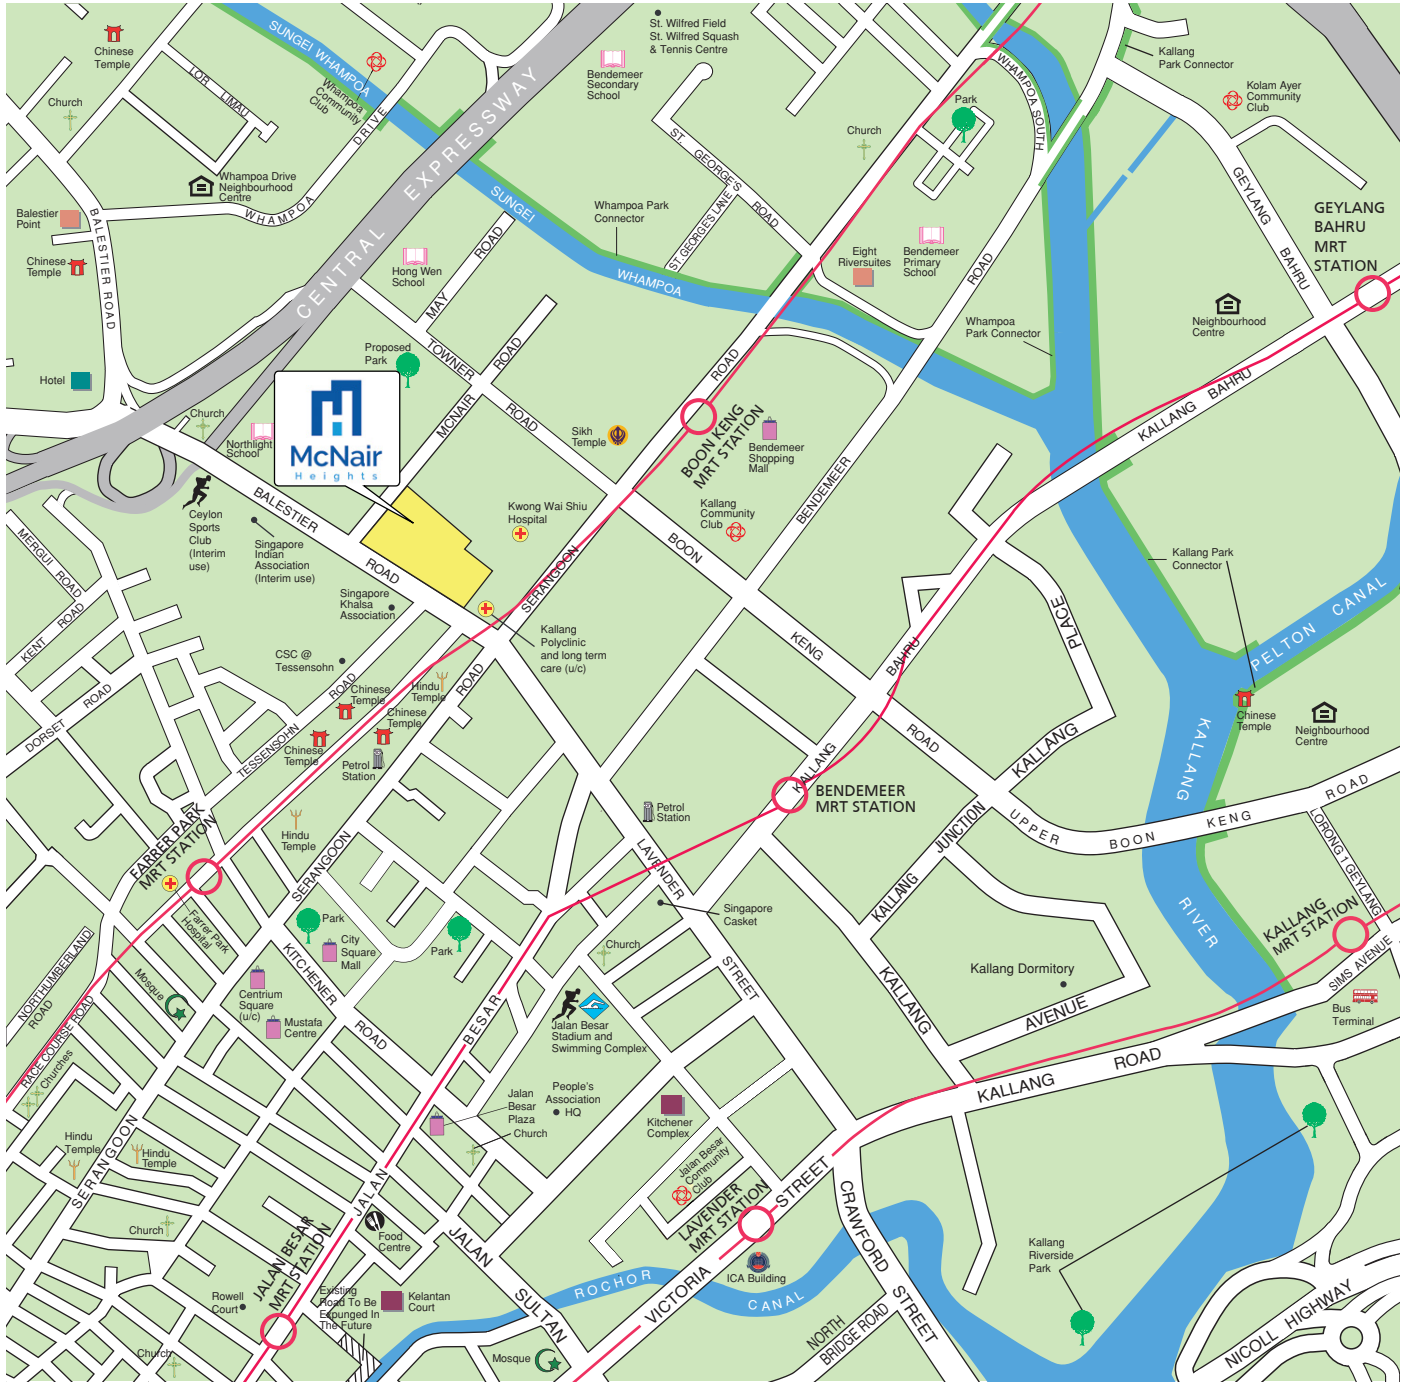 SUNGEI WHAMPOA
Chinese
Temple
Church
LOR LIMAU
Whampoa
Community
Club
St. Wilfred Field
St. Wilfred Squash
& Tennis Centre
Bendemeer
Secondary
School
Kallang
Park Connector
WHAMPOA SOUTH
Park
Kolam Ayer
Community
Club
Church
CENTRAL EXPRESSWAY
WHAMPOA DRIVE
Whampoa Drive
Neighbourhood
Centre
Balestier
Point
BALESTIER ROAD
Chinese
Temple
Hotel
SUNGEI WHAMPOA
ST. GEORGE'S ROAD
ST. GEORGES LANE
Whampoa Park
Connector
Hong Wen
School
MAY ROAD
Eight
Riversuites
Bendemeer
Primary
School
ROAD
GEYLANG BAHRU
GEYLANG
BAHRU
MRT
STATION
Neighbourhood
Centre
Whampoa
Park Connector
Proposed
Park
TOWNER ROAD
MCNAIR ROAD
ROAD
McNair
Heights
Church
Northlight
School
Sikh
Temple
BOON KENG
MRT STATION
Bendemeer
Shopping
Mall
KALLANG BAHRU
BENDEMEER
Kwong Wai Shiu
Hospital
Kallang
Community
Club
Ceylon
Sports
Club
(Interim
use)
BALESTIER ROAD
Singapore
Indian
Association
(Interim use)
MERGUI ROAD
KENT ROAD
DORSET ROAD
Singapore
Khalsa
Association
SERANGOON
BOON KENG ROAD
Kallang Park
Connector
PELTON CANAL
Kallang
Polyclinic
and long term
care (u/c)
CSC @
Tessensohn
TESSENSOHN ROAD
Chinese
Temple
Hindu
Temple
ROAD
Chinese
Temple
Chinese
Temple
Petrol
Station
BAHRU
KALLANG PLACE
KALLANG
Chinese
Temple
Neighbourhood
Centre
KALLANG RIVER
BENDEMEER
MRT STATION
FARRER PARK
MRT STATION
Hindu
Temple
SERANGOON
Petrol
Station
LAVENDER STREET
KALLANG JUNCTION
UPPER BOON KENG ROAD
LORONG 1 GEYLANG
Farrer Park
Hospital
Park
City
Square
Mall
Park
Singapore
Casket
Church
KALLANG
MRT STATION
SIMS AVENUE
Bus
Terminal
NORTHUMBERLAND
ROAD
RACE COURSE ROAD
Mosque
Centrium
Square
(u/c)
Mustafa
Centre
KITCHENER ROAD
Jalan Besar
Stadium and
Swimming Complex
KALLANG
Kallang Dormitory
AVENUE
KALLANG ROAD
Churches
JALAN BESAR
Jalan
Besar
Plaza
Church
People's
Association
HQ
Kitchener
Complex
Jalan Besar
Community
Club
Hindu
Temple
Hindu
Temple
SERANGOON
Church
LAVENDER
MRT STATION
STREET
CRAWFORD STREET
Food
Centre
JALAN SULTAN
ICA Building
Kallang
Riverside
Park
JALAN BESAR
MRT STATION
Rowell
Court
Existing
Road To Be
Expunged In
The Future
Kelantan
Court
ROCHOR CANAL
VICTORIA
NORTH
BRIDGE ROAD
NICOLL HIGHWAY
Church
Mosque